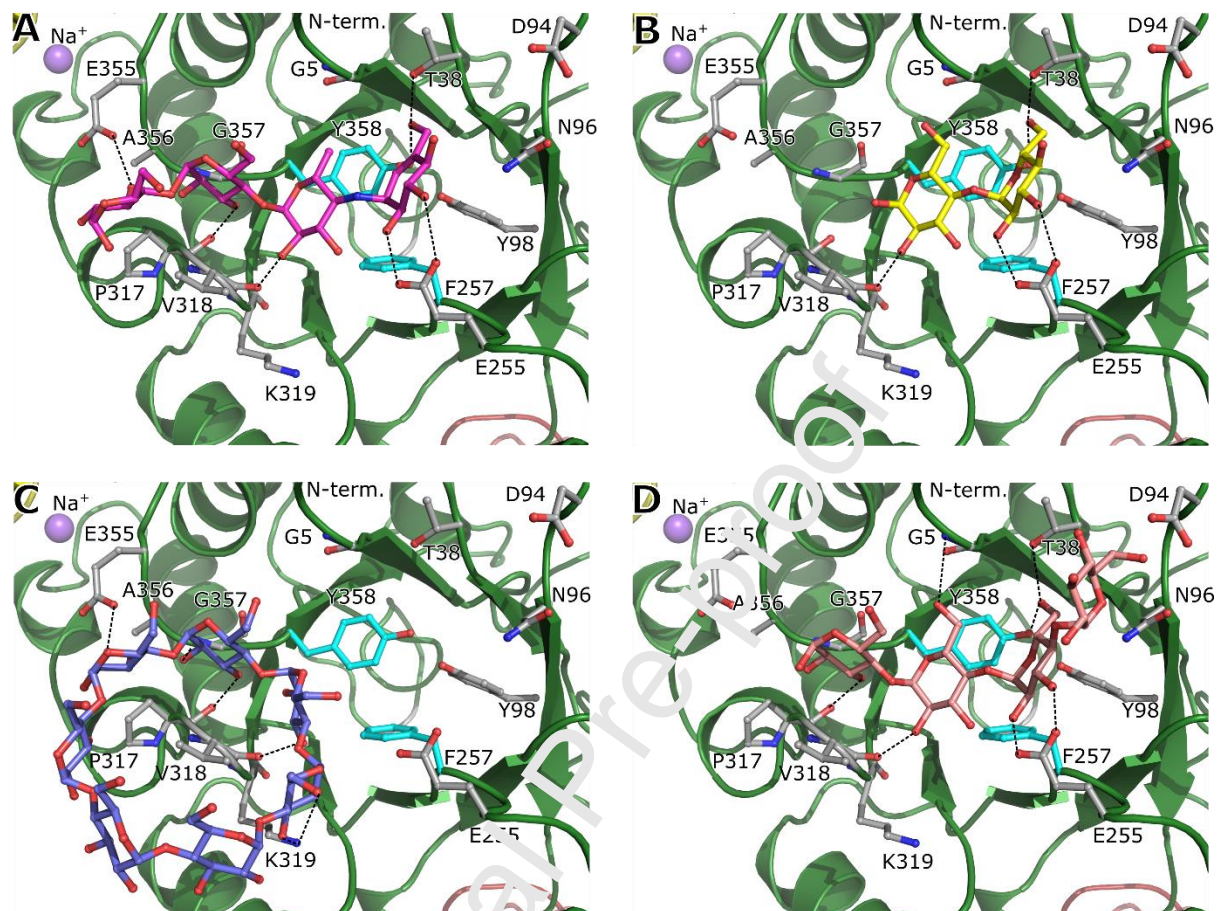 A
N-term.
D94
Na⁺
E355
G5
T38
A356
G357
Y358
N96
Y98
P317
V318
F257
K319
E255
B
N-term.
D94
Na⁺
E355
G5
T38
A356
G357
Y358
N96
Y98
P317
V318
F257
K319
E255
C
N-term.
D94
Na⁺
E355
G5
T38
A356
G357
Y358
N96
Y98
P317
V318
F257
K319
E255
D
N-term.
D94
Na⁺
E355
G5
T38
A356
G357
Y358
N96
Y98
P317
V318
F257
K319
E255
al Pre-proof